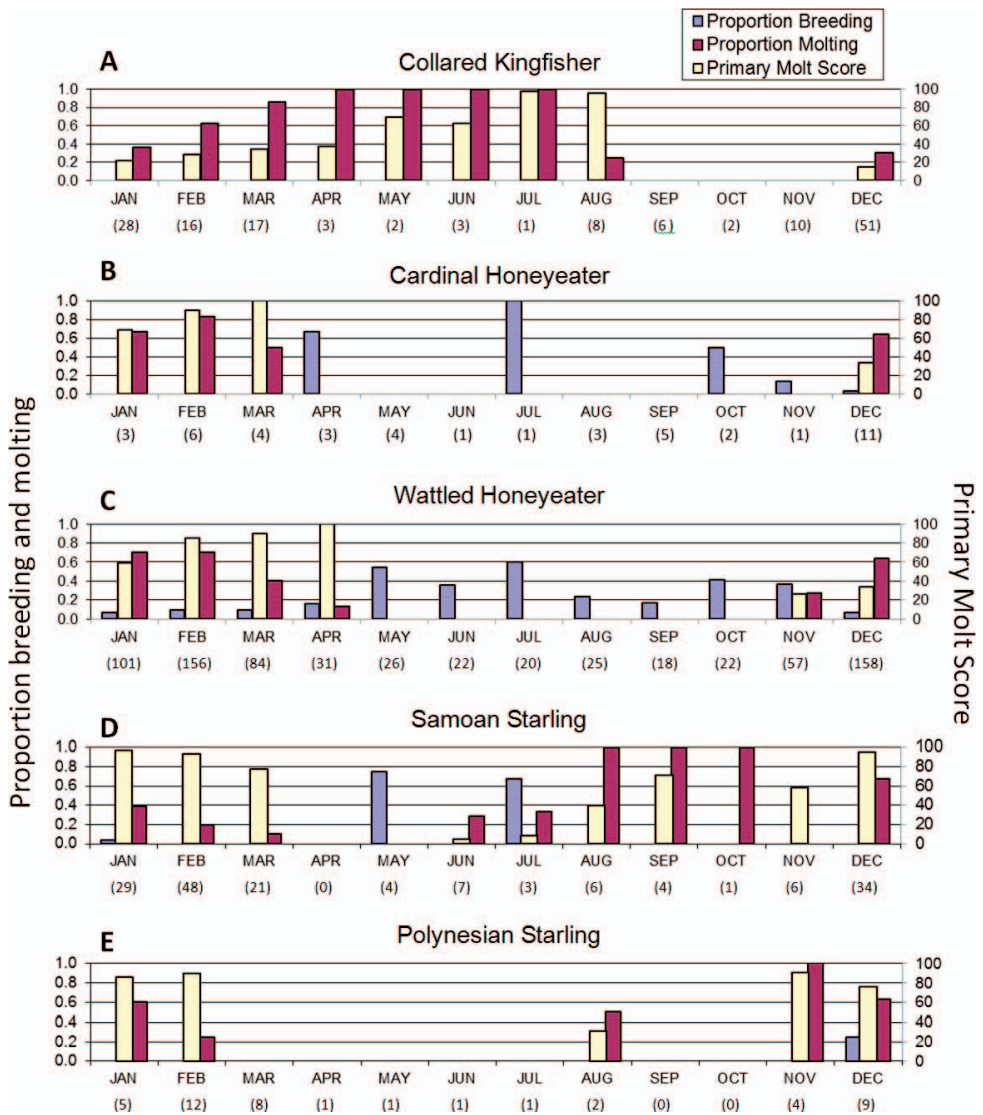 Proportion Breeding
Proportion Molting
Primary Molt Score
A
Collared Kingfisher
1.0 100
0.8 80
0.6 60
0.4 40
0.2 20
0.0 0
JAN FEB MAR APR MAY JUN JUL AUG SEP OCT NOV DEC
(28) (16) (17) (3) (2) (3) (1) (8) (6) (2) (10) (51)
B
Cardinal Honeyeater
1.0 100
0.8 80
0.6 60
0.4 40
0.2 20
0.0 0
JAN FEB MAR APR MAY JUN JUL AUG SEP OCT NOV DEC
(3) (6) (4) (3) (4) (1) (1) (3) (5) (2) (1) (11)
C
Wattled Honeyeater
1.0 100
0.8 80
0.6 60
0.4 40
0.2 20
0.0 0
JAN FEB MAR APR MAY JUN JUL AUG SEP OCT NOV DEC
(101) (156) (84) (31) (26) (22) (20) (25) (18) (22) (57) (158)
D
Samoan Starling
1.0 100
0.8 80
0.6 60
0.4 40
0.2 20
0.0 0
JAN FEB MAR APR MAY JUN JUL AUG SEP OCT NOV DEC
(29) (48) (21) (0) (4) (7) (3) (6) (4) (1) (6) (34)
E
Polynesian Starling
1.0 100
0.8 80
0.6 60
0.4 40
0.2 20
0.0 0
JAN FEB MAR APR MAY JUN JUL AUG SEP OCT NOV DEC
(5) (12) (8) (1) (1) (1) (1) (2) (0) (0) (4) (9)
Proportion breeding and molting
Primary Molt Score